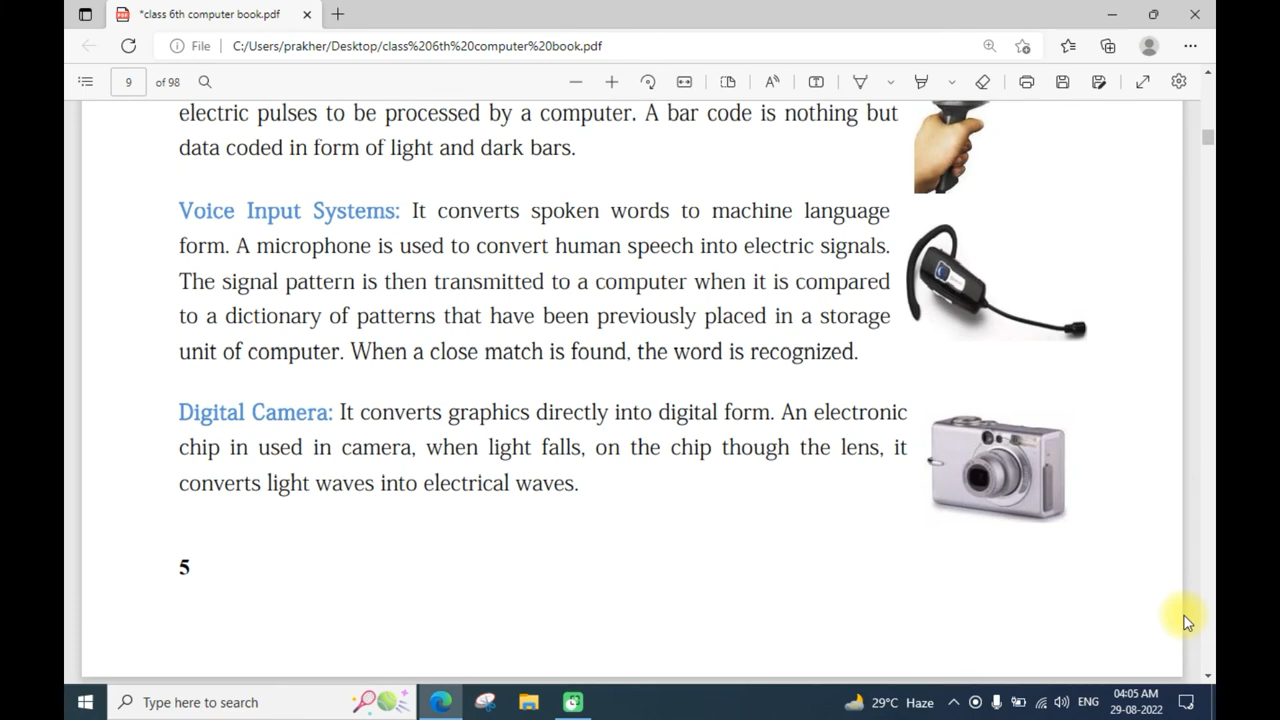 *class 6th computer book.pdf
File
C:/Users/prakher/Desktop/class%206th%20computer%20book.pdf
9 of 98
electric pulses to be processed by a computer. A bar code is nothing but
data coded in form of light and dark bars.
Voice Input Systems: It converts spoken words to machine language
form. A microphone is used to convert human speech into electric signals.
The signal pattern is then transmitted to a computer when it is compared
to a dictionary of patterns that have been previously placed in a storage
unit of computer. When a close match is found, the word is recognized.
Digital Camera: It converts graphics directly into digital form. An electronic
chip in used in camera, when light falls, on the chip though the lens, it
converts light waves into electrical waves.
5
Type here to search
29°C Haze
ENG
04:05 AM
29-08-2022